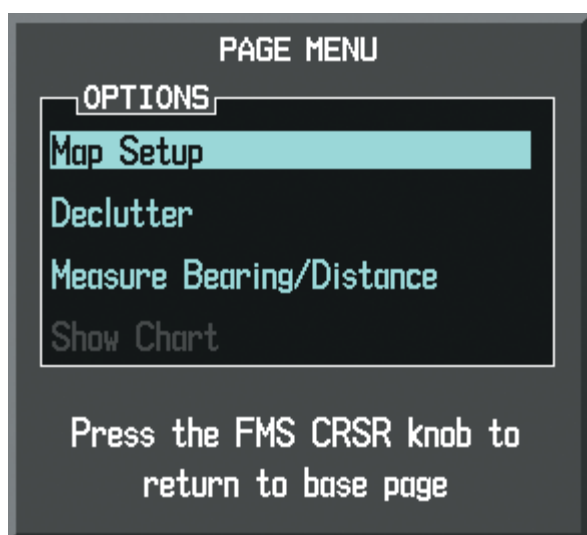 PAGE MENU
OPTIONS
Map Setup
Declutter
Measure Bearing/Distance
Show Chart
Press the FMS CRSR knob to
return to base page